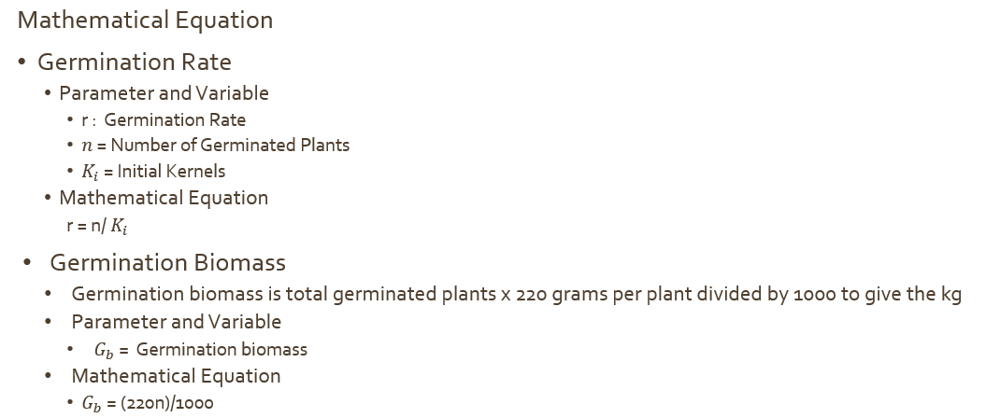 Mathematical Equation
• Germination Rate
• Parameter and Variable
• r : Germination Rate
• n = Number of Germinated Plants
• Kᵢ = Initial Kernels
• Mathematical Equation
r = n/ Kᵢ
• Germination Biomass
• Germination biomass is total germinated plants x 220 grams per plant divided by 1000 to give the kg
• Parameter and Variable
• G_b = Germination biomass
• Mathematical Equation
• G_b = (220n)/1000